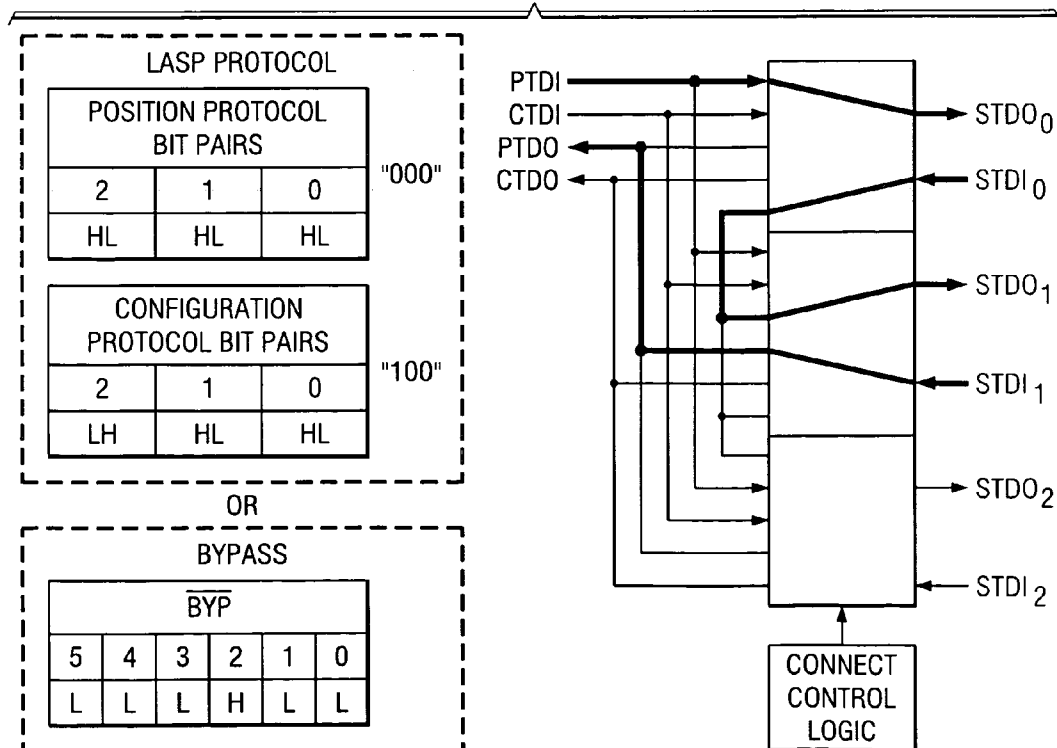 LASP PROTOCOL
POSITION PROTOCOL
BIT PAIRS
2 1 0
HL HL HL
"000"
CONFIGURATION
PROTOCOL BIT PAIRS
2 1 0
LH HL HL
"100"
OR
BYPASS
BYP
5 4 3 2 1 0
L L L H L L
PTDI
CTDI
PTDO
CTDO
STDO0
STDI0
STDO1
STDI1
STDO2
STDI2
CONNECT
CONTROL
LOGIC